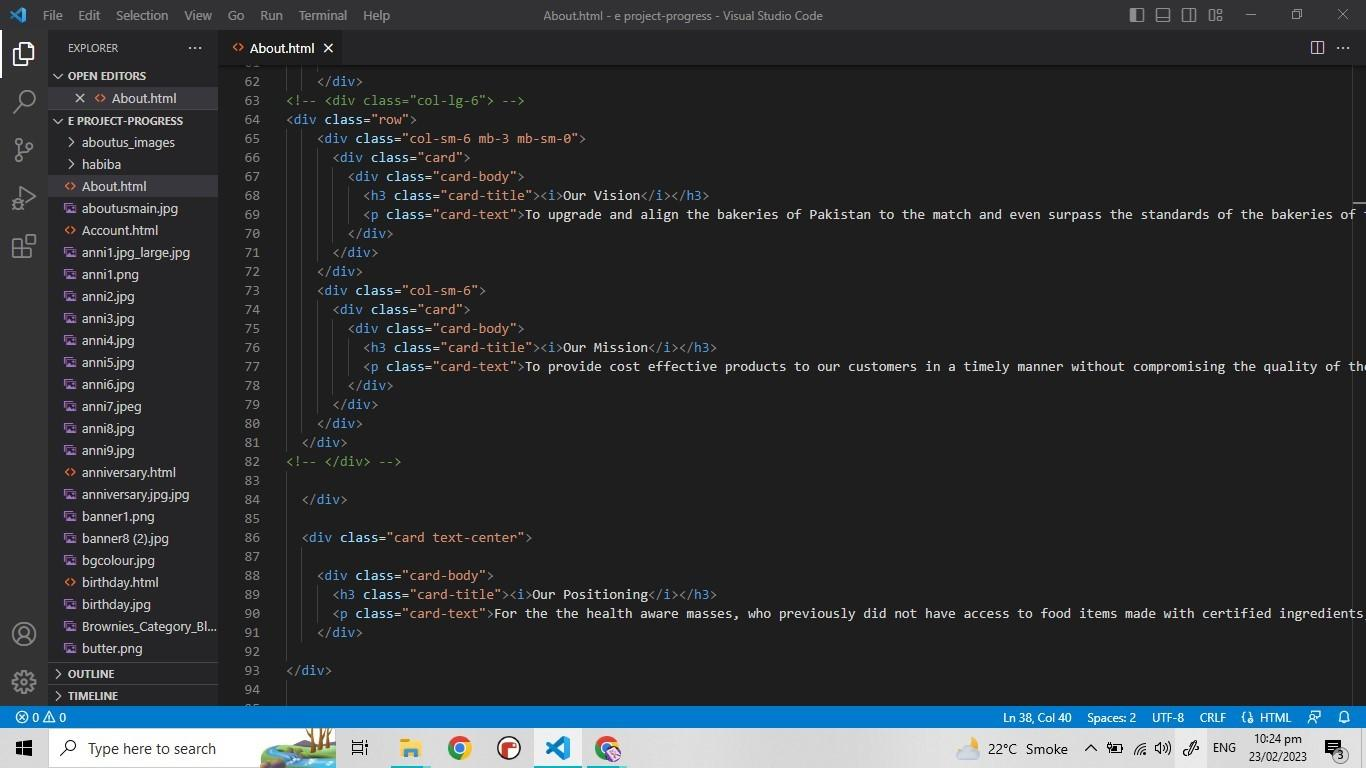 File Edit Selection View Go Run Terminal Help About.html - e project-progress - Visual Studio Code
EXPLORER
OPEN EDITORS
About.html
E PROJECT-PROGRESS
aboutus_images
habiba
About.html
aboutusmain.jpg
Account.html
anni1.jpg_large.jpg
anni1.png
anni2.jpg
anni3.jpg
anni4.jpg
anni5.jpg
anni6.jpg
anni7.jpeg
anni8.jpg
anni9.jpg
anniversary.html
anniversary.jpg.jpg
banner1.png
banner8 (2).jpg
bgcolour.jpg
birthday.html
birthday.jpg
Brownies_Category_Bl...
butter.png
OUTLINE
TIMELINE
About.html
62 </div>
63 <!-- <div class="col-lg-6"> -->
64 <div class="row">
65 <div class="col-sm-6 mb-3 mb-sm-0">
66 <div class="card">
67 <div class="card-body">
68 <h3 class="card-title"><i>Our Vision</i></h3>
69 <p class="card-text">To upgrade and align the bakeries of Pakistan to the match and even surpass the standards of the bakeries of
70 </div>
71 </div>
72 </div>
73 <div class="col-sm-6">
74 <div class="card">
75 <div class="card-body">
76 <h3 class="card-title"><i>Our Mission</i></h3>
77 <p class="card-text">To provide cost effective products to our customers in a timely manner without compromising the quality of the
78 </div>
79 </div>
80 </div>
81 </div>
82 <!-- </div> -->
83
84 </div>
85
86 <div class="card text-center">
87
88 <div class="card-body">
89 <h3 class="card-title"><i>Our Positioning</i></h3>
90 <p class="card-text">For the the health aware masses, who previously did not have access to food items made with certified ingredients,
91 </div>
92
93 </div>
94
0 0 Ln 38, Col 40 Spaces: 2 UTF-8 CRLF HTML
Type here to search 22°C Smoke ENG 10:24 pm
23/02/2023 3